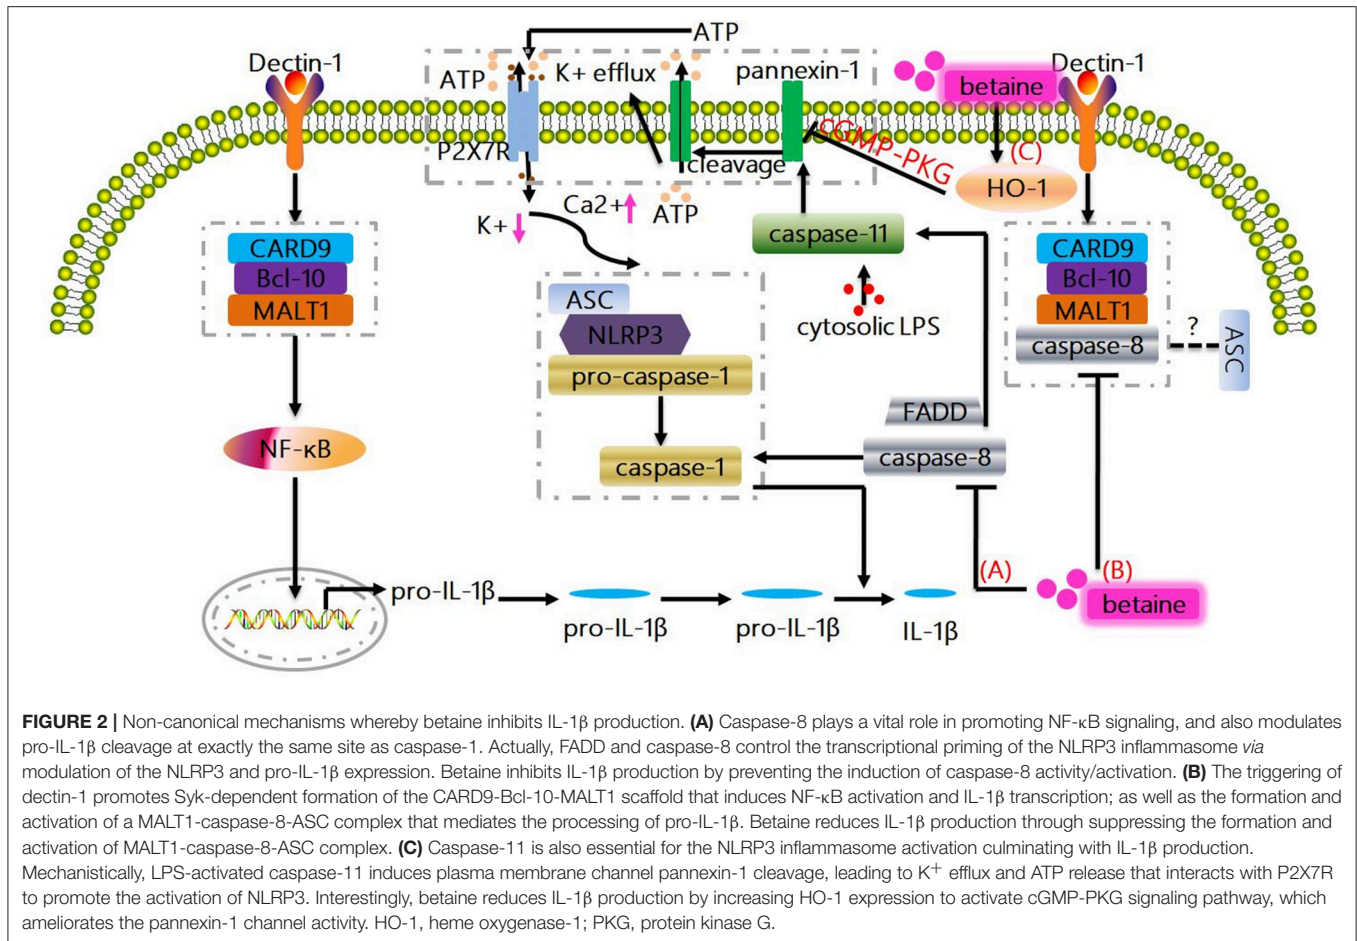 ATP
Dectin-1
ATP
K+ efflux
pannexin-1
betaine
Dectin-1
P2X7R
cleavage
cGMP-PKG
(C)
HO-1
K+
Ca2+
ATP
caspase-11
cytosolic LPS
CARD9
Bcl-10
MALT1
ASC
NLRP3
pro-caspase-1
caspase-1
CARD9
Bcl-10
MALT1
caspase-8
?
ASC
FADD
caspase-8
NF-κB
(A)
(B)
betaine
pro-IL-1β
pro-IL-1β
pro-IL-1β
IL-1β
FIGURE 2 | Non-canonical mechanisms whereby betaine inhibits IL-1β production. (A) Caspase-8 plays a vital role in promoting NF-κB signaling, and also modulates
pro-IL-1β cleavage at exactly the same site as caspase-1. Actually, FADD and caspase-8 control the transcriptional priming of the NLRP3 inflammasome via
modulation of the NLRP3 and pro-IL-1β expression. Betaine inhibits IL-1β production by preventing the induction of caspase-8 activity/activation. (B) The triggering of
dectin-1 promotes Syk-dependent formation of the CARD9-Bcl-10-MALT1 scaffold that induces NF-κB activation and IL-1β transcription; as well as the formation and
activation of a MALT1-caspase-8-ASC complex that mediates the processing of pro-IL-1β. Betaine reduces IL-1β production through suppressing the formation and
activation of MALT1-caspase-8-ASC complex. (C) Caspase-11 is also essential for the NLRP3 inflammasome activation culminating with IL-1β production.
Mechanistically, LPS-activated caspase-11 induces plasma membrane channel pannexin-1 cleavage, leading to K+ efflux and ATP release that interacts with P2X7R
to promote the activation of NLRP3. Interestingly, betaine reduces IL-1β production by increasing HO-1 expression to activate cGMP-PKG signaling pathway, which
ameliorates the pannexin-1 channel activity. HO-1, heme oxygenase-1; PKG, protein kinase G.